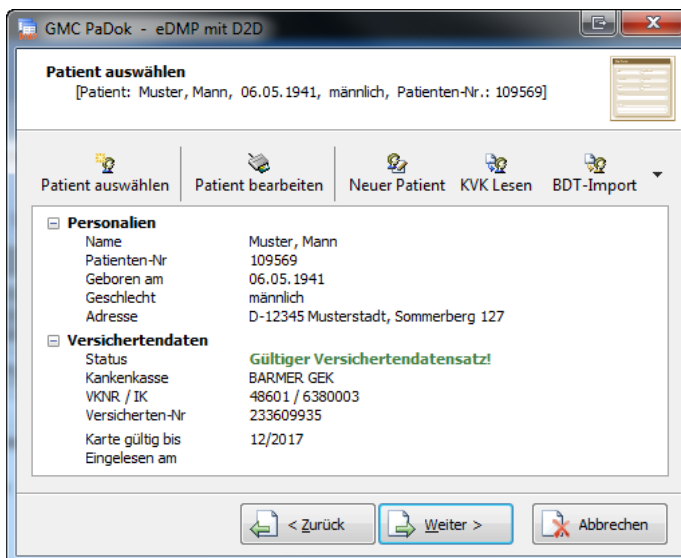 GMC PaDok - eDMP mit D2D
Patient auswählen
[Patient: Muster, Mann, 06.05.1941, männlich, Patienten-Nr.: 109569]
Patient auswählen Patient bearbeiten Neuer Patient KVK Lesen BDT-Import
Personalien
Name Muster, Mann
Patienten-Nr 109569
Geboren am 06.05.1941
Geschlecht männlich
Adresse D-12345 Musterstadt, Sommerberg 127
Versichertendaten
Status Gültiger Versichertendatensatz!
Kankenkasse BARMER GEK
VKNR / IK 48601 / 6380003
Versicherten-Nr 233609935
Karte gültig bis 12/2017
Eingelesen am
< Zurück Weiter > Abbrechen